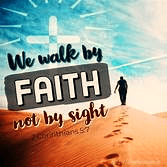 We walk by
FAITH
not by sight
2 Corinthians 5:7